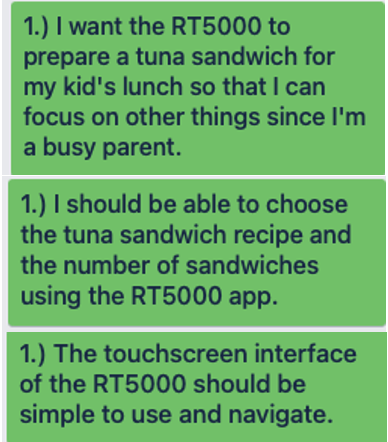 1.) I want the RT5000 to
prepare a tuna sandwich for
my kid's lunch so that I can
focus on other things since I'm
a busy parent.
1.) I should be able to choose
the tuna sandwich recipe and
the number of sandwiches
using the RT5000 app.
1.) The touchscreen interface
of the RT5000 should be
simple to use and navigate.